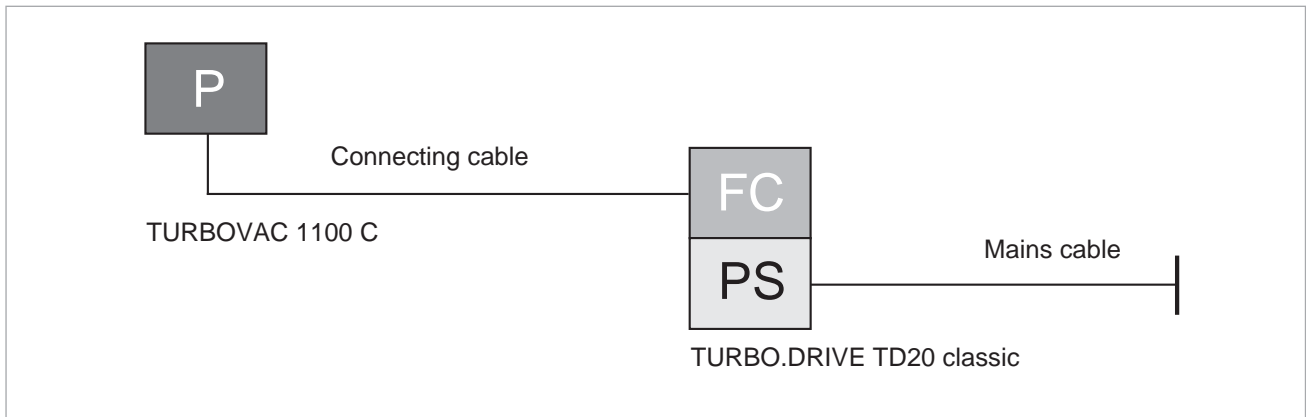 P
Connecting cable
FC
TURBOVAC 1100 C
Mains cable
PS
TURBO.DRIVE TD20 classic